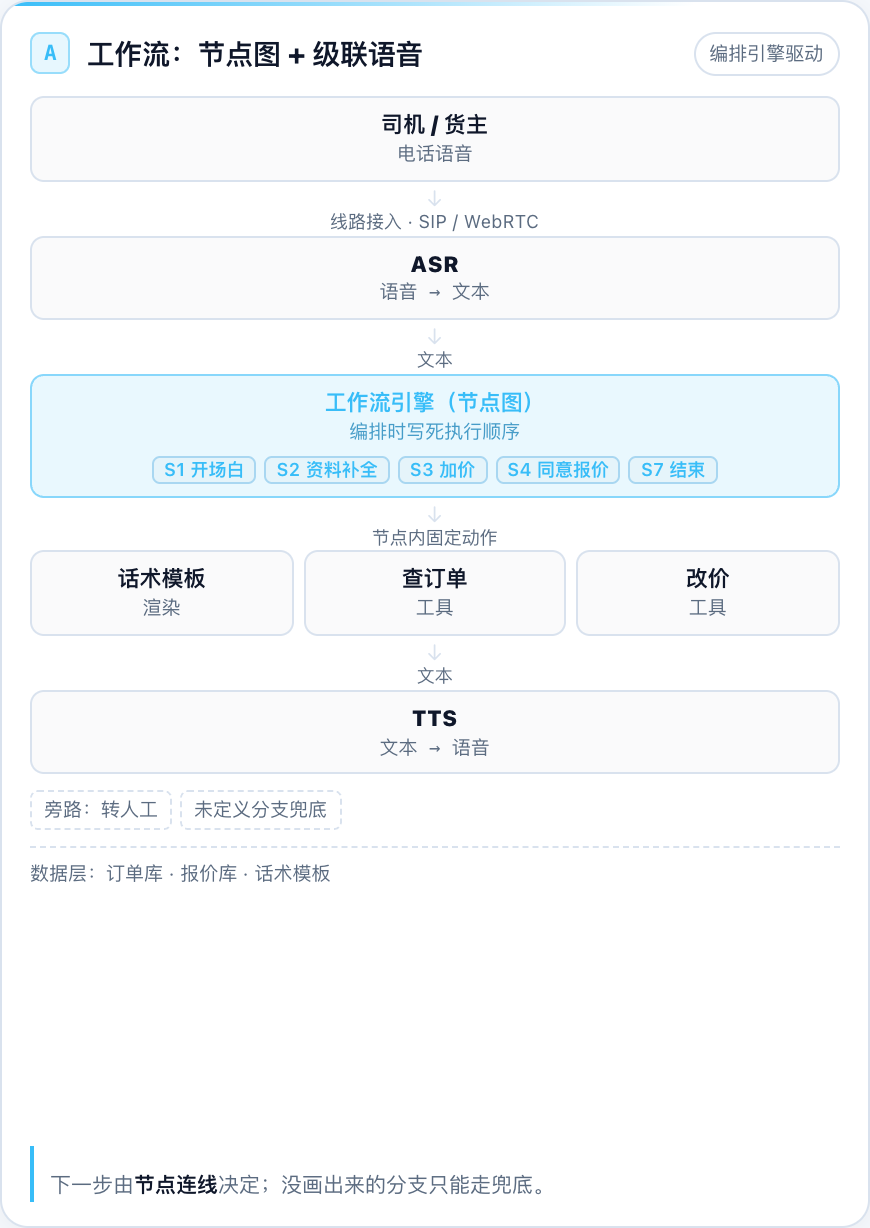 A 工作流：节点图 + 级联语音 编排引擎驱动
司机 / 货主
电话语音
↓
线路接入 · SIP / WebRTC
ASR
语音 → 文本
↓
文本
工作流引擎（节点图）
编排时写死执行顺序
S1 开场白 S2 资料补全 S3 加价 S4 同意报价 S7 结束
↓
节点内固定动作
话术模板 查订单 改价
渲染 工具 工具
↓
文本
TTS
文本 → 语音
旁路：转人工 未定义分支兜底
数据层：订单库 · 报价库 · 话术模板
下一步由节点连线决定；没画出来的分支只能走兜底。